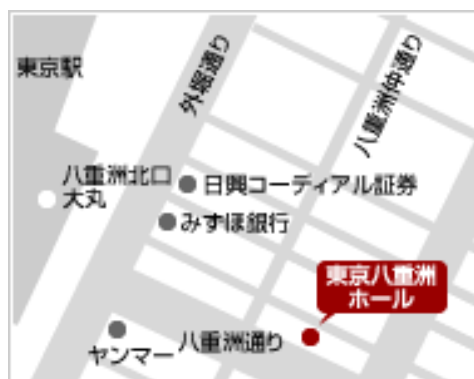 東京駅
外堀通り
八重洲仲通り
八重洲北口
大丸
日興コーディアル証券
みずほ銀行
東京八重洲
ホール
ヤンマー
八重洲通り